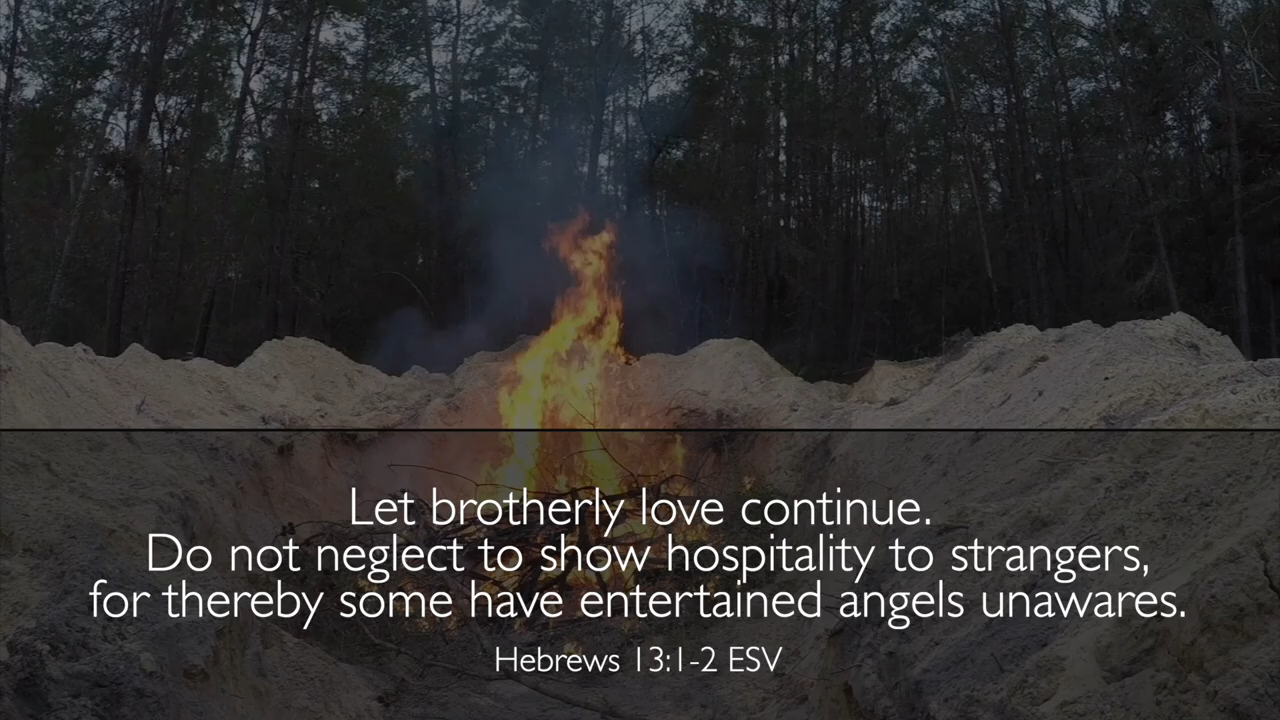 Let brotherly love continue.
Do not neglect to show hospitality to strangers,
for thereby some have entertained angels unawares.
Hebrews 13:1-2 ESV